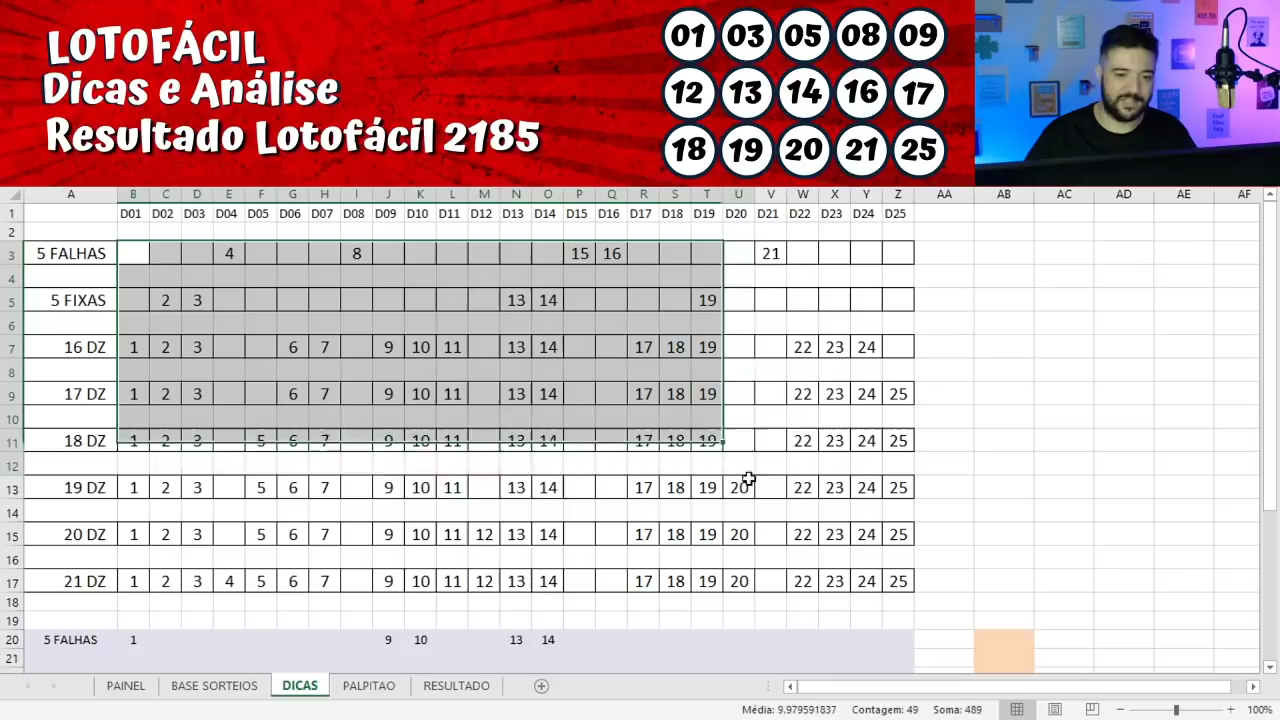 LOTOFÁCIL
Dicas e Análise
Resultado Lotofácil 2185
01 03 05 08 09
12 13 14 16 17
18 19 20 21 25
A B C D E F G H I J K L M N O P Q R S T U V W X Y Z AA AB AC AD AE AF
1 D01 D02 D03 D04 D05 D06 D07 D08 D09 D10 D11 D12 D13 D14 D15 D16 D17 D18 D19 D20 D21 D22 D23 D24 D25
2
3 5 FALHAS 4 8 15 16 21
4
5 5 FIXAS 2 3 13 14 19
6
7 16 DZ 1 2 3 6 7 9 10 11 13 14 17 18 19 22 23 24
8
9 17 DZ 1 2 3 6 7 9 10 11 13 14 17 18 19 22 23 24 25
10
11 18 DZ 1 2 3 5 6 7 9 10 11 13 14 17 18 19 22 23 24 25
12
13 19 DZ 1 2 3 5 6 7 9 10 11 13 14 17 18 19 20 22 23 24 25
14
15 20 DZ 1 2 3 5 6 7 9 10 11 12 13 14 17 18 19 20 22 23 24 25
16
17 21 DZ 1 2 3 4 5 6 7 9 10 11 12 13 14 17 18 19 20 22 23 24 25
18
19
20 5 FALHAS 1 9 10 13 14
21
PAINEL BASE SORTEIOS DICAS PALPITAO RESULTADO
Média: 9.979591837 Contagem: 49 Soma: 489 100%